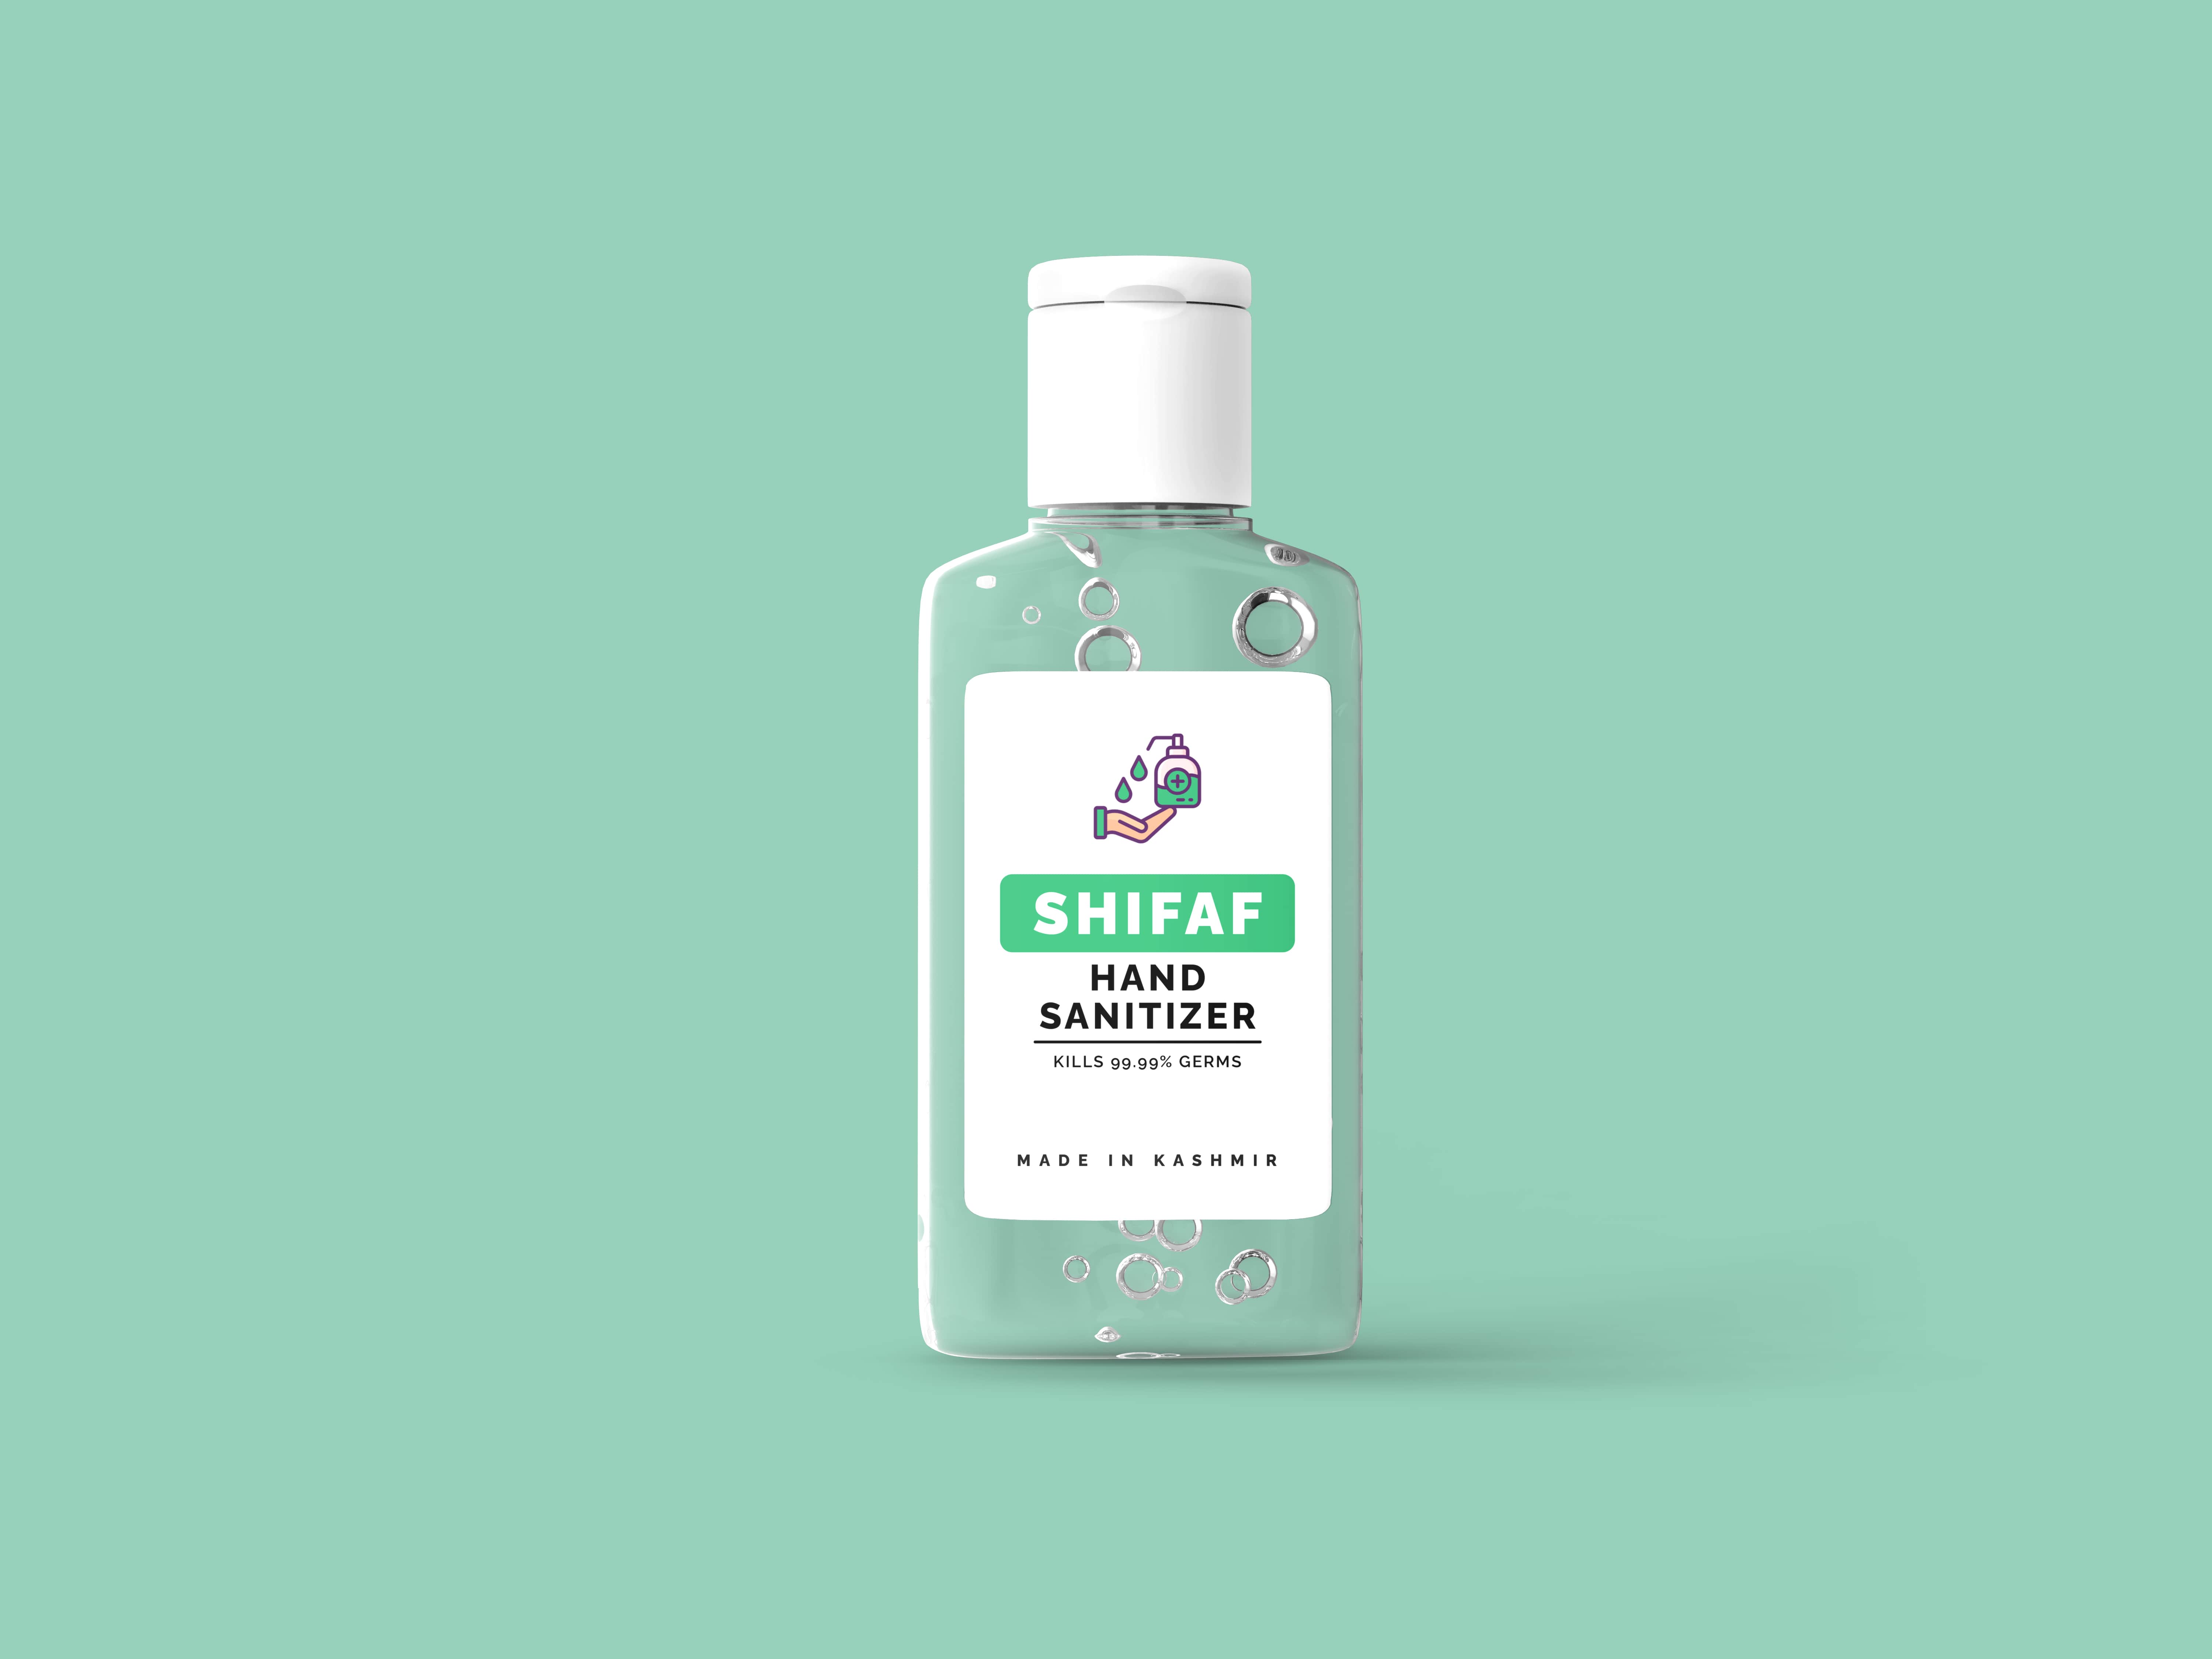 SHIFAF
HAND
SANITIZER
KILLS 99.99% GERMS
MADE IN KASHMIR